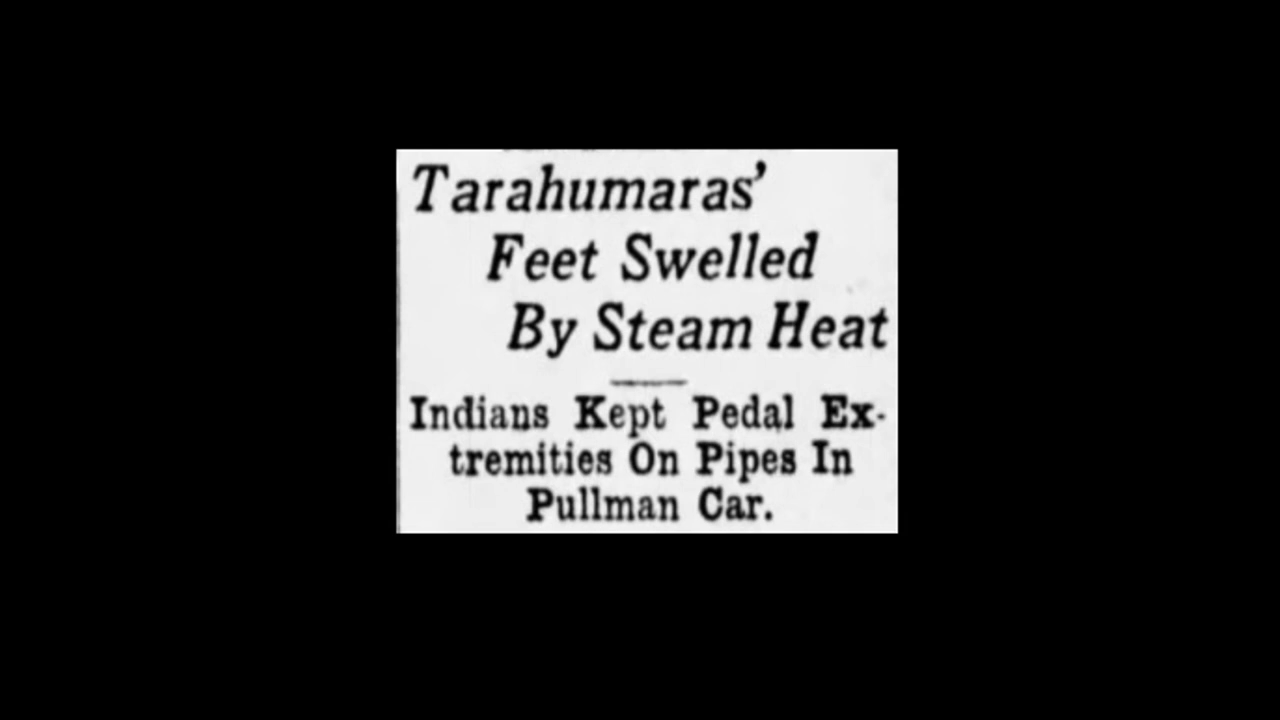 Tarahumaras’
Feet Swelled
By Steam Heat
Indians Kept Pedal Ex-
tremities On Pipes In
Pullman Car.